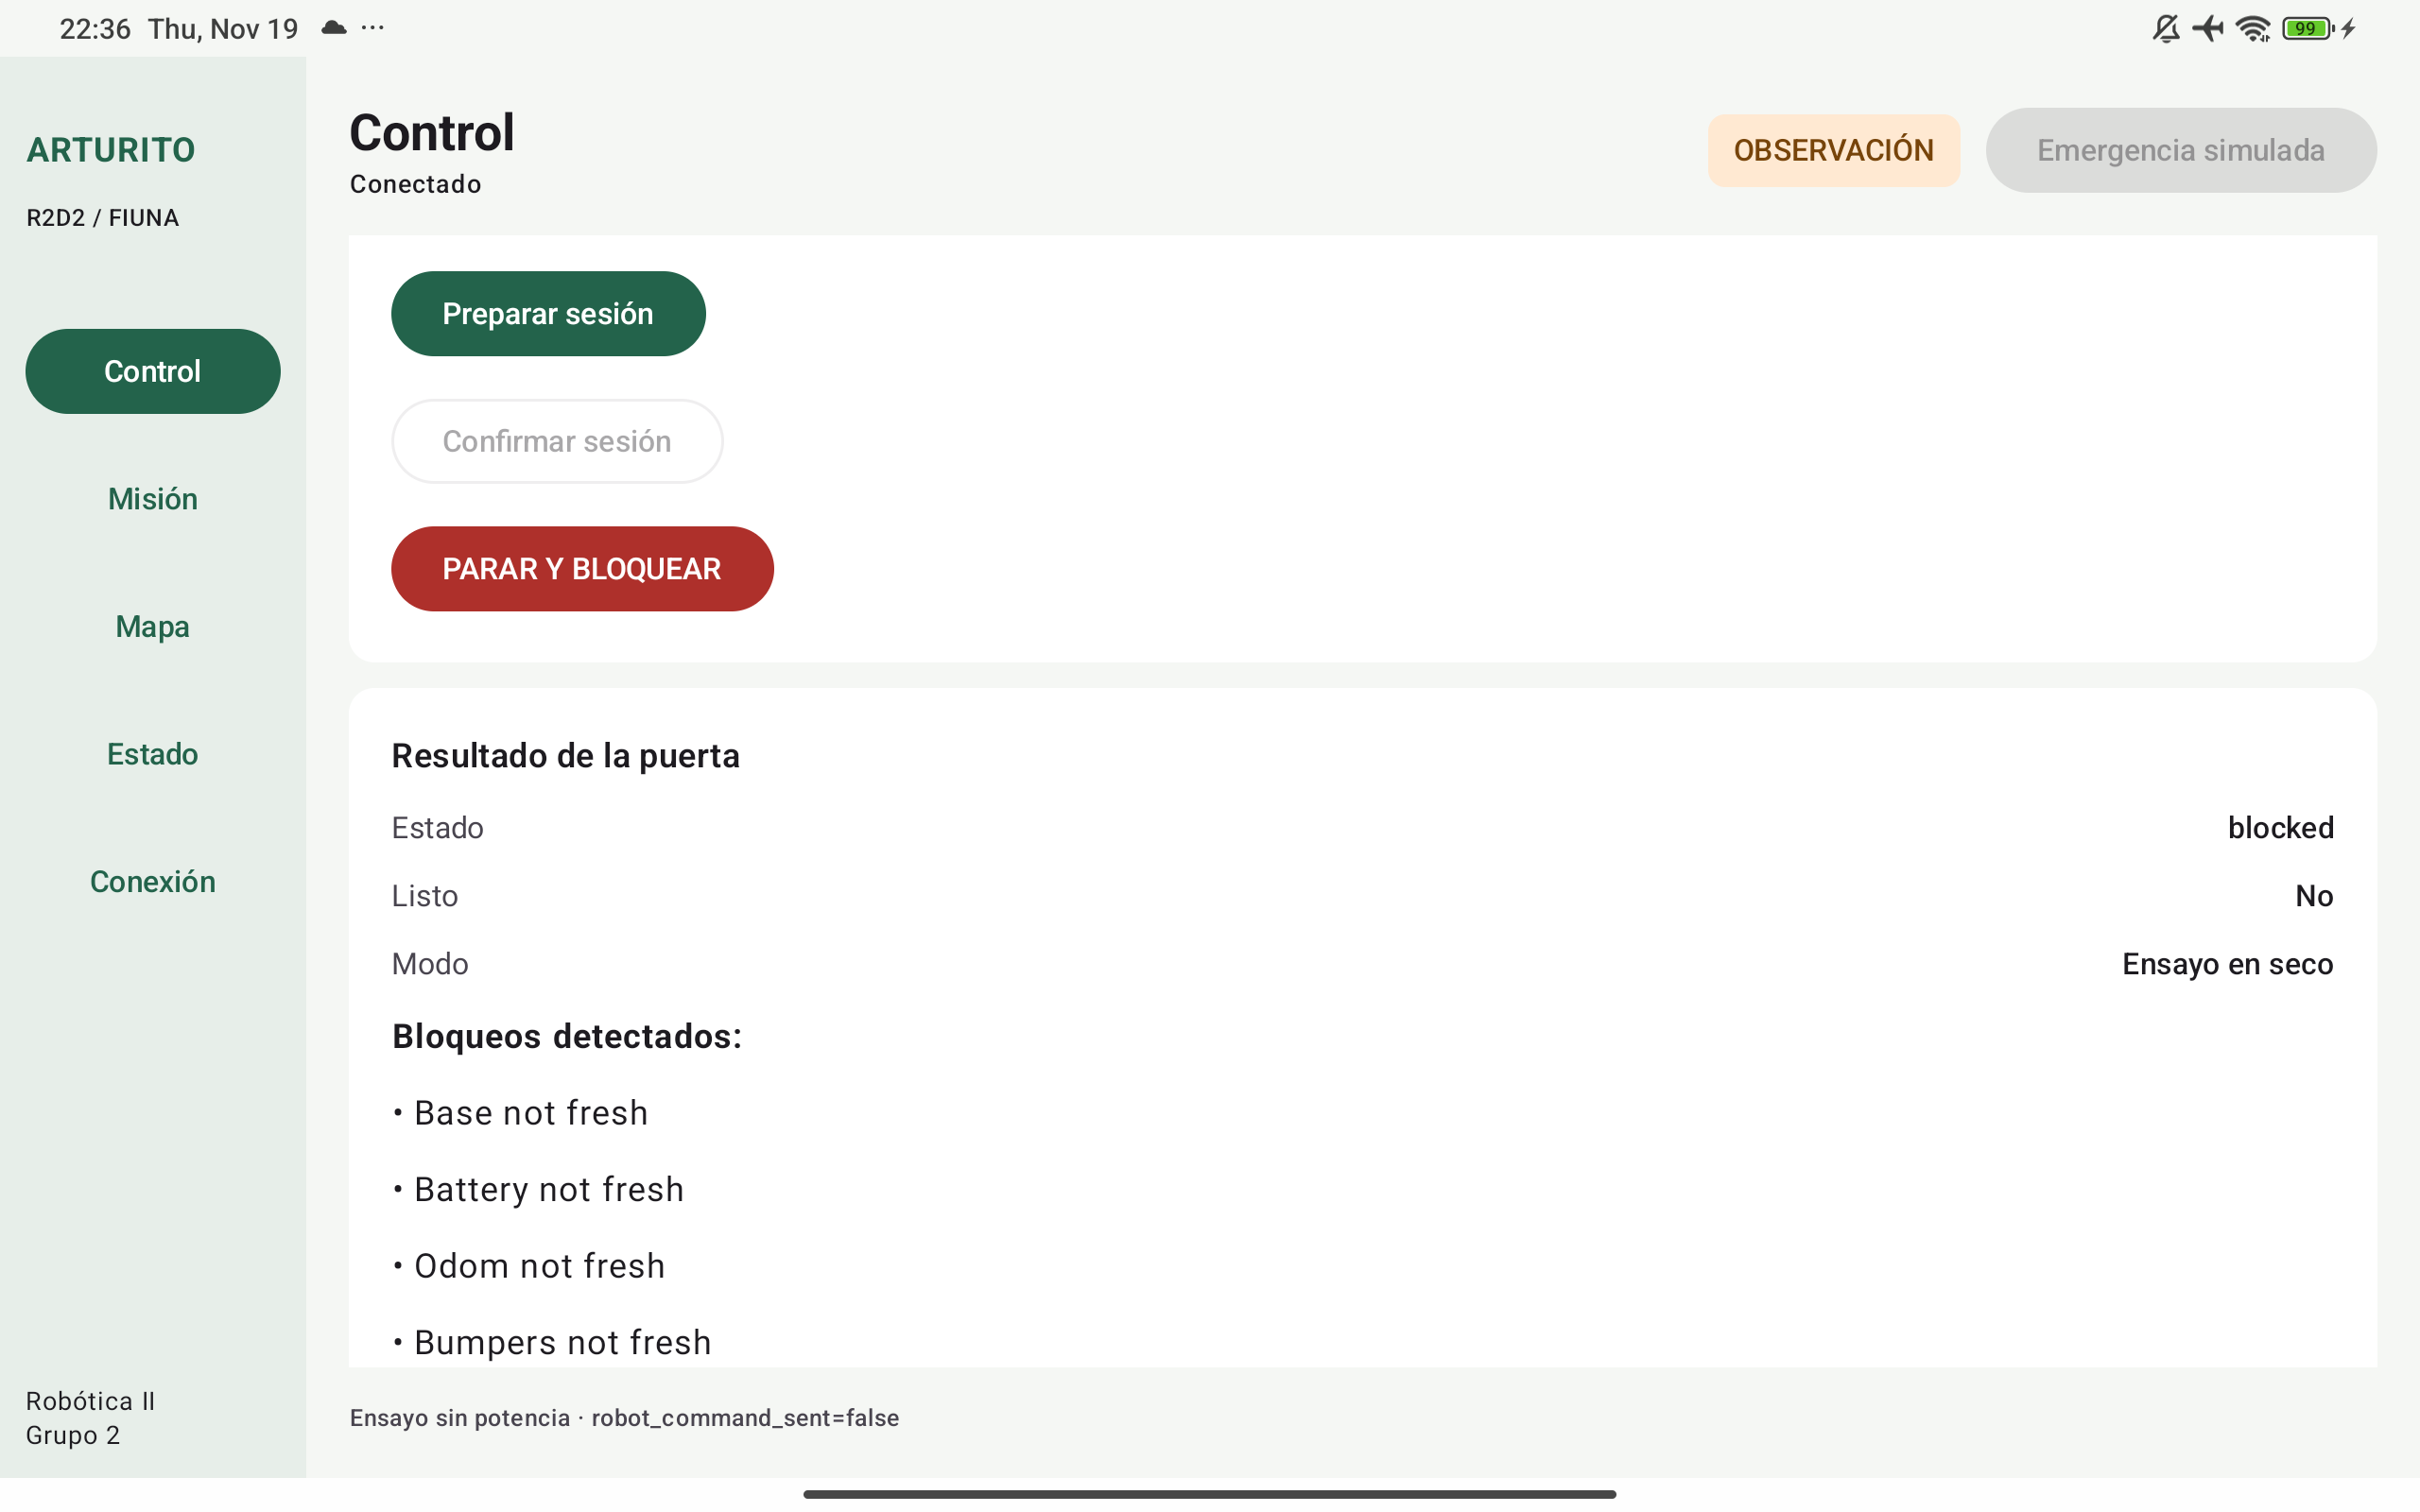 22:36 Thu, Nov 19 ...
99
ARTURITO
R2D2 / FIUNA
Control
Misión
Mapa
Estado
Conexión
Robótica II
Grupo 2
Control
Conectado
OBSERVACIÓN
Emergencia simulada
Preparar sesión
Confirmar sesión
PARAR Y BLOQUEAR
Resultado de la puerta
Estado blocked
Listo No
Modo Ensayo en seco
Bloqueos detectados:
• Base not fresh
• Battery not fresh
• Odom not fresh
• Bumpers not fresh
Ensayo sin potencia · robot_command_sent=false